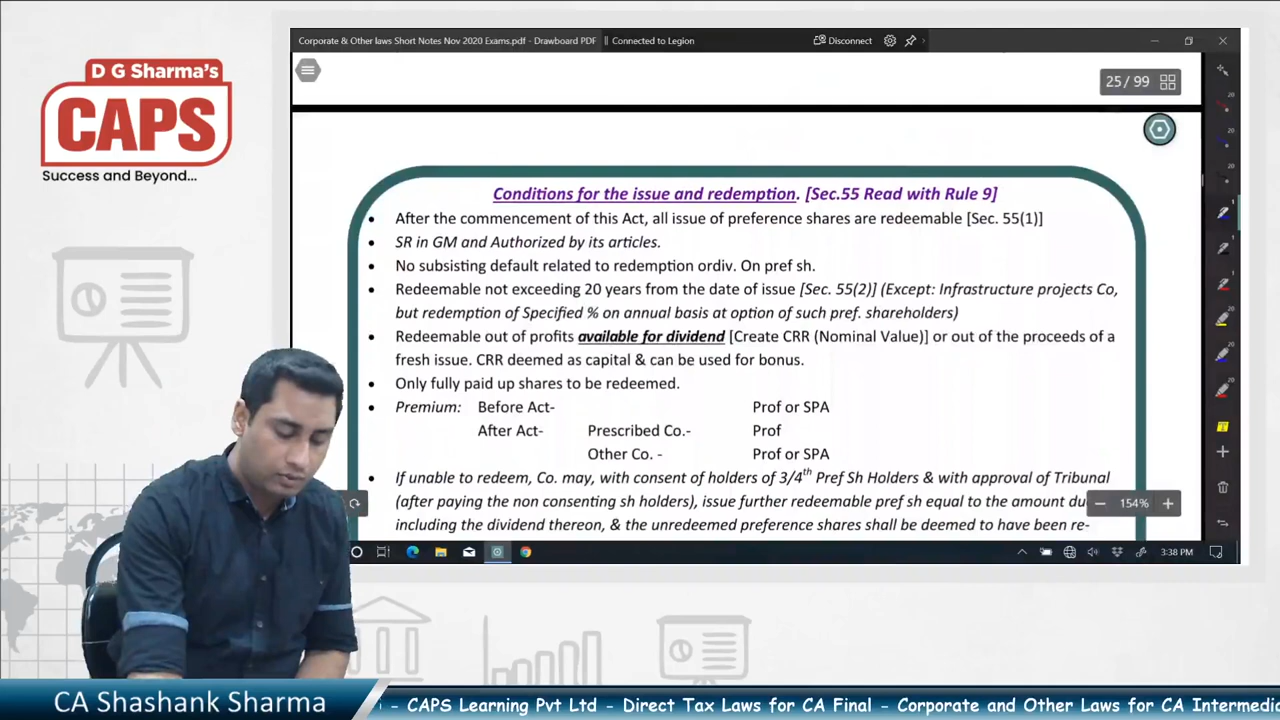 D G Sharma's
CAPS
Success and Beyond...
Corporate & Other laws Short Notes Nov 2020 Exams.pdf - Drawboard PDF
Connected to Legion
Disconnect
25 / 99
Conditions for the issue and redemption. [Sec.55 Read with Rule 9]
After the commencement of this Act, all issue of preference shares are redeemable [Sec. 55(1)]
SR in GM and Authorized by its articles.
No subsisting default related to redemption ordiv. On pref sh.
Redeemable not exceeding 20 years from the date of issue [Sec. 55(2)] (Except: Infrastructure projects Co,
but redemption of Specified % on annual basis at option of such pref. shareholders)
Redeemable out of profits available for dividend [Create CRR (Nominal Value)] or out of the proceeds of a
fresh issue. CRR deemed as capital & can be used for bonus.
Only fully paid up shares to be redeemed.
Premium: Before Act- Prof or SPA
After Act- Prescribed Co.- Prof
Other Co. - Prof or SPA
If unable to redeem, Co. may, with consent of holders of 3/4th Pref Sh Holders & with approval of Tribunal
(after paying the non consenting sh holders), issue further redeemable pref sh equal to the amount
including the dividend thereon, & the unredeemed preference shares shall be deemed to have been re-
154%
3:38 PM
CA Shashank Sharma
- CAPS Learning Pvt Ltd - Direct Tax Laws for CA Final - Corporate and Other Laws for CA